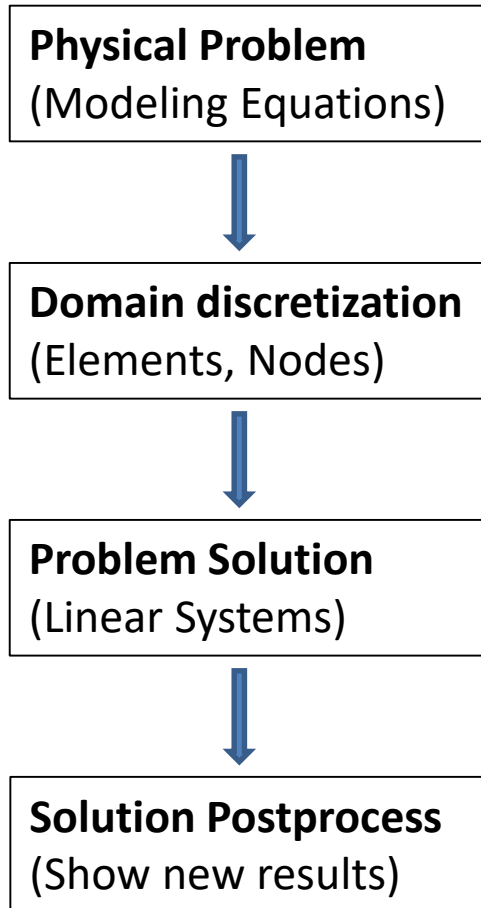 Physical Problem
(Modeling Equations)
Domain discretization
(Elements, Nodes)
Problem Solution
(Linear Systems)
Solution Postprocess
(Show new results)